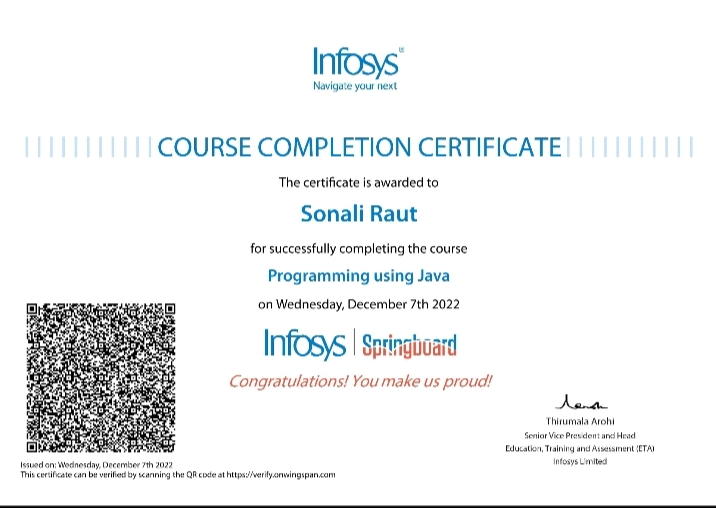 Infosys®
Navigate your next
COURSE COMPLETION CERTIFICATE
The certificate is awarded to
Sonali Raut
for successfully completing the course
Programming using Java
on Wednesday, December 7th 2022
Infosys | Springboard
Congratulations! You make us proud!
Thirumala Arohi
Senior Vice President and Head
Education, Training and Assessment (ETA)
Infosys Limited
Issued on: Wednesday, December 7th 2022
This certificate can be verified by scanning the QR code at https://verify.onwingspan.com